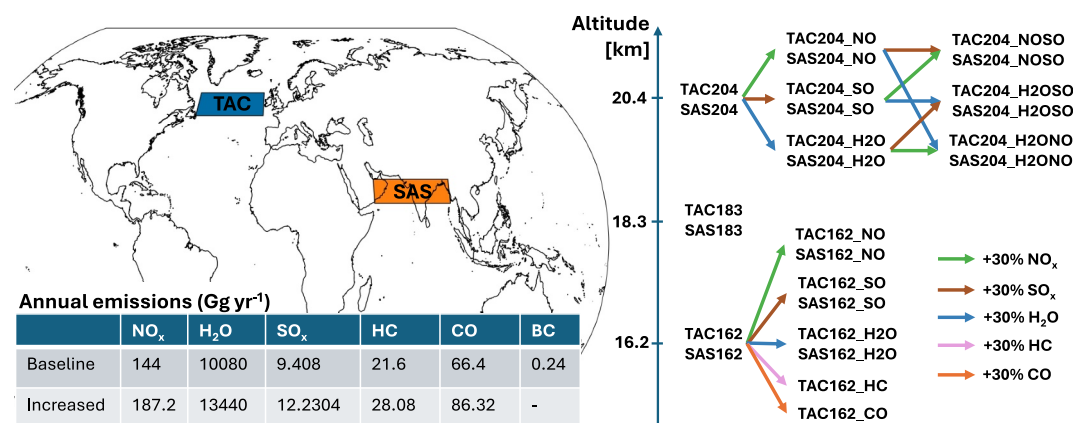 TAC
SAS
Annual emissions (Gg yr⁻¹)
NOₓ H₂O SOₓ HC CO BC
Baseline 144 10080 9.408 21.6 66.4 0.24
Increased 187.2 13440 12.2304 28.08 86.32 -
Altitude
[km]
20.4
18.3
16.2
TAC204
SAS204
TAC204_NO
SAS204_NO
TAC204_SO
SAS204_SO
TAC204_H2O
SAS204_H2O
TAC204_NOSO
SAS204_NOSO
TAC204_H2OSO
SAS204_H2OSO
TAC204_H2ONO
SAS204_H2ONO
TAC183
SAS183
TAC162
SAS162
TAC162_NO
SAS162_NO
TAC162_SO
SAS162_SO
TAC162_H2O
SAS162_H2O
TAC162_HC
TAC162_CO
+30% NOₓ
+30% SOₓ
+30% H₂O
+30% HC
+30% CO